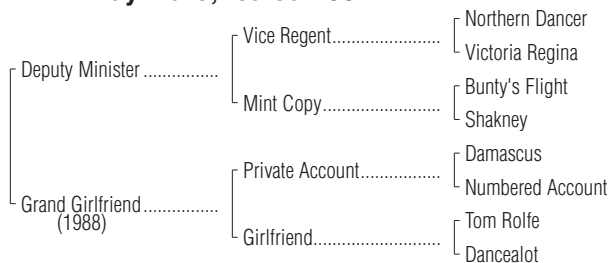 Northern Dancer
Vice Regent
Victoria Regina
Deputy Minister
Bunty's Flight
Mint Copy
Shakney
Damascus
Private Account
Numbered Account
Grand Girlfriend
(1988)
Tom Rolfe
Girlfriend
Dancealot